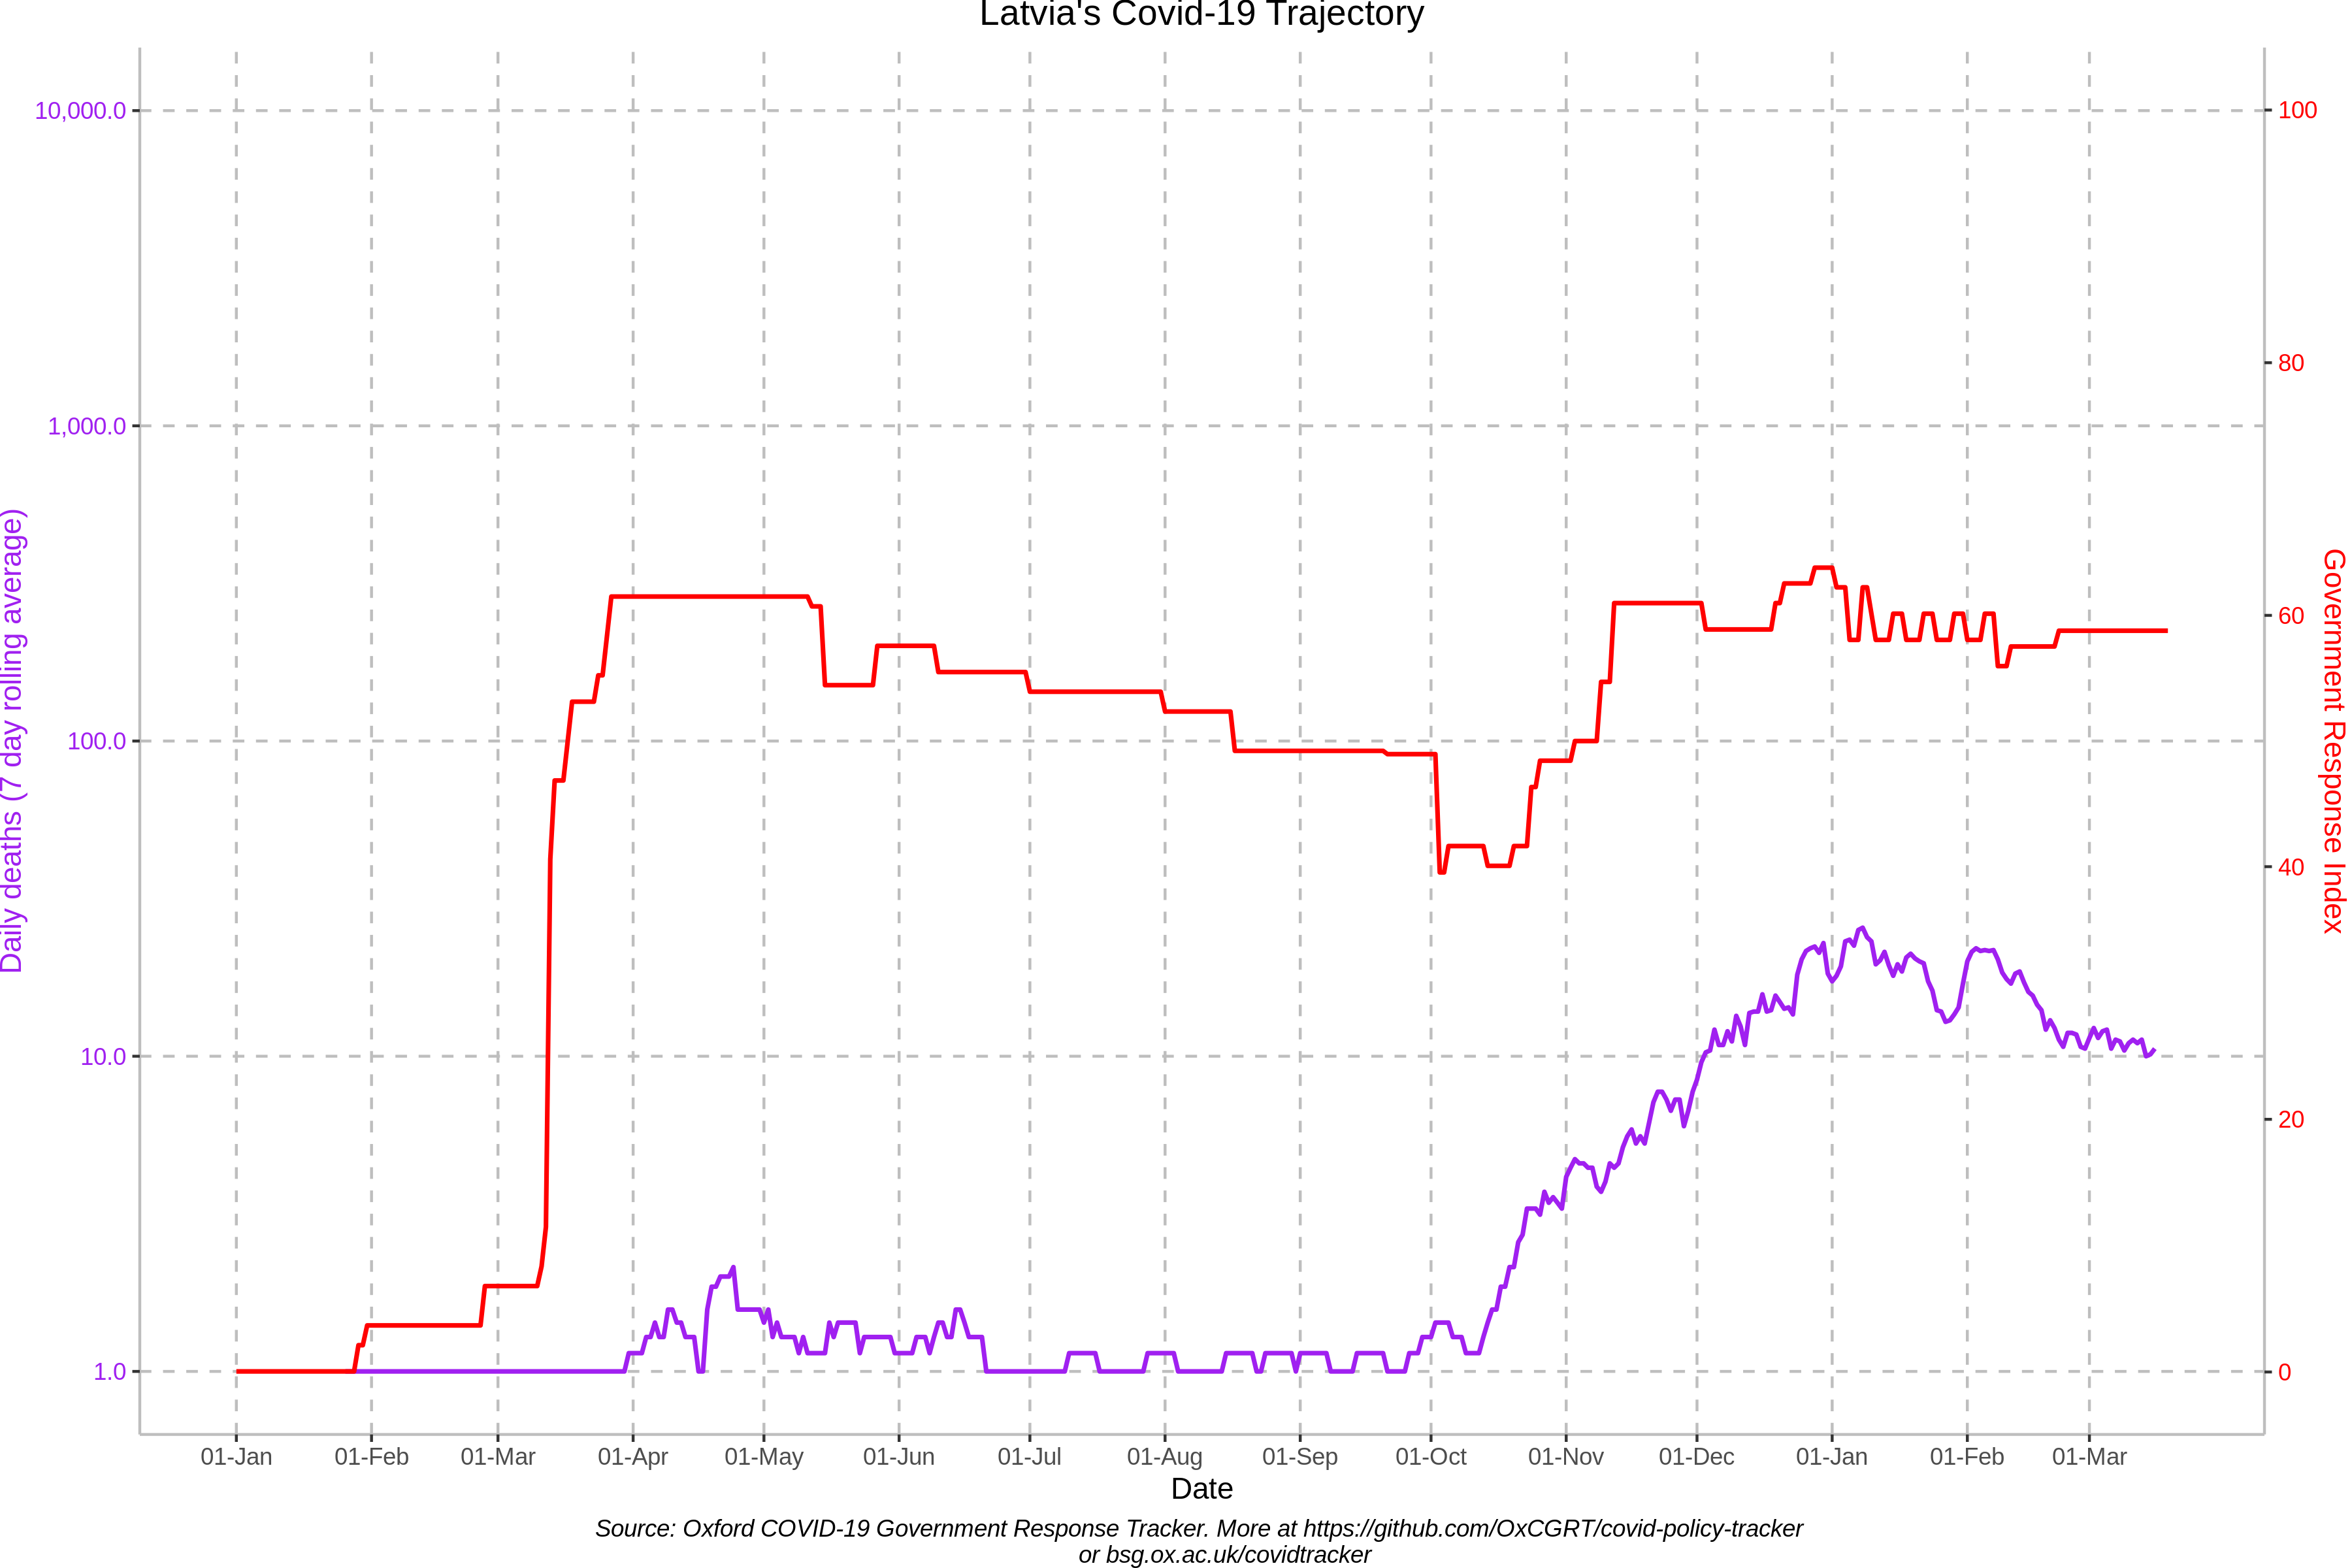 Latvia's Covid-19 Trajectory
10,000.0
1,000.0
100.0
10.0
1.0
Daily deaths (7 day rolling average)
100
80
60
40
20
0
Government Response Index
01-Jan
01-Feb
01-Mar
01-Apr
01-May
01-Jun
01-Jul
01-Aug
01-Sep
01-Oct
01-Nov
01-Dec
01-Jan
01-Feb
01-Mar
Date
Source: Oxford COVID-19 Government Response Tracker. More at https://github.com/OxCGRT/covid-policy-tracker
or bsg.ox.ac.uk/covidtracker